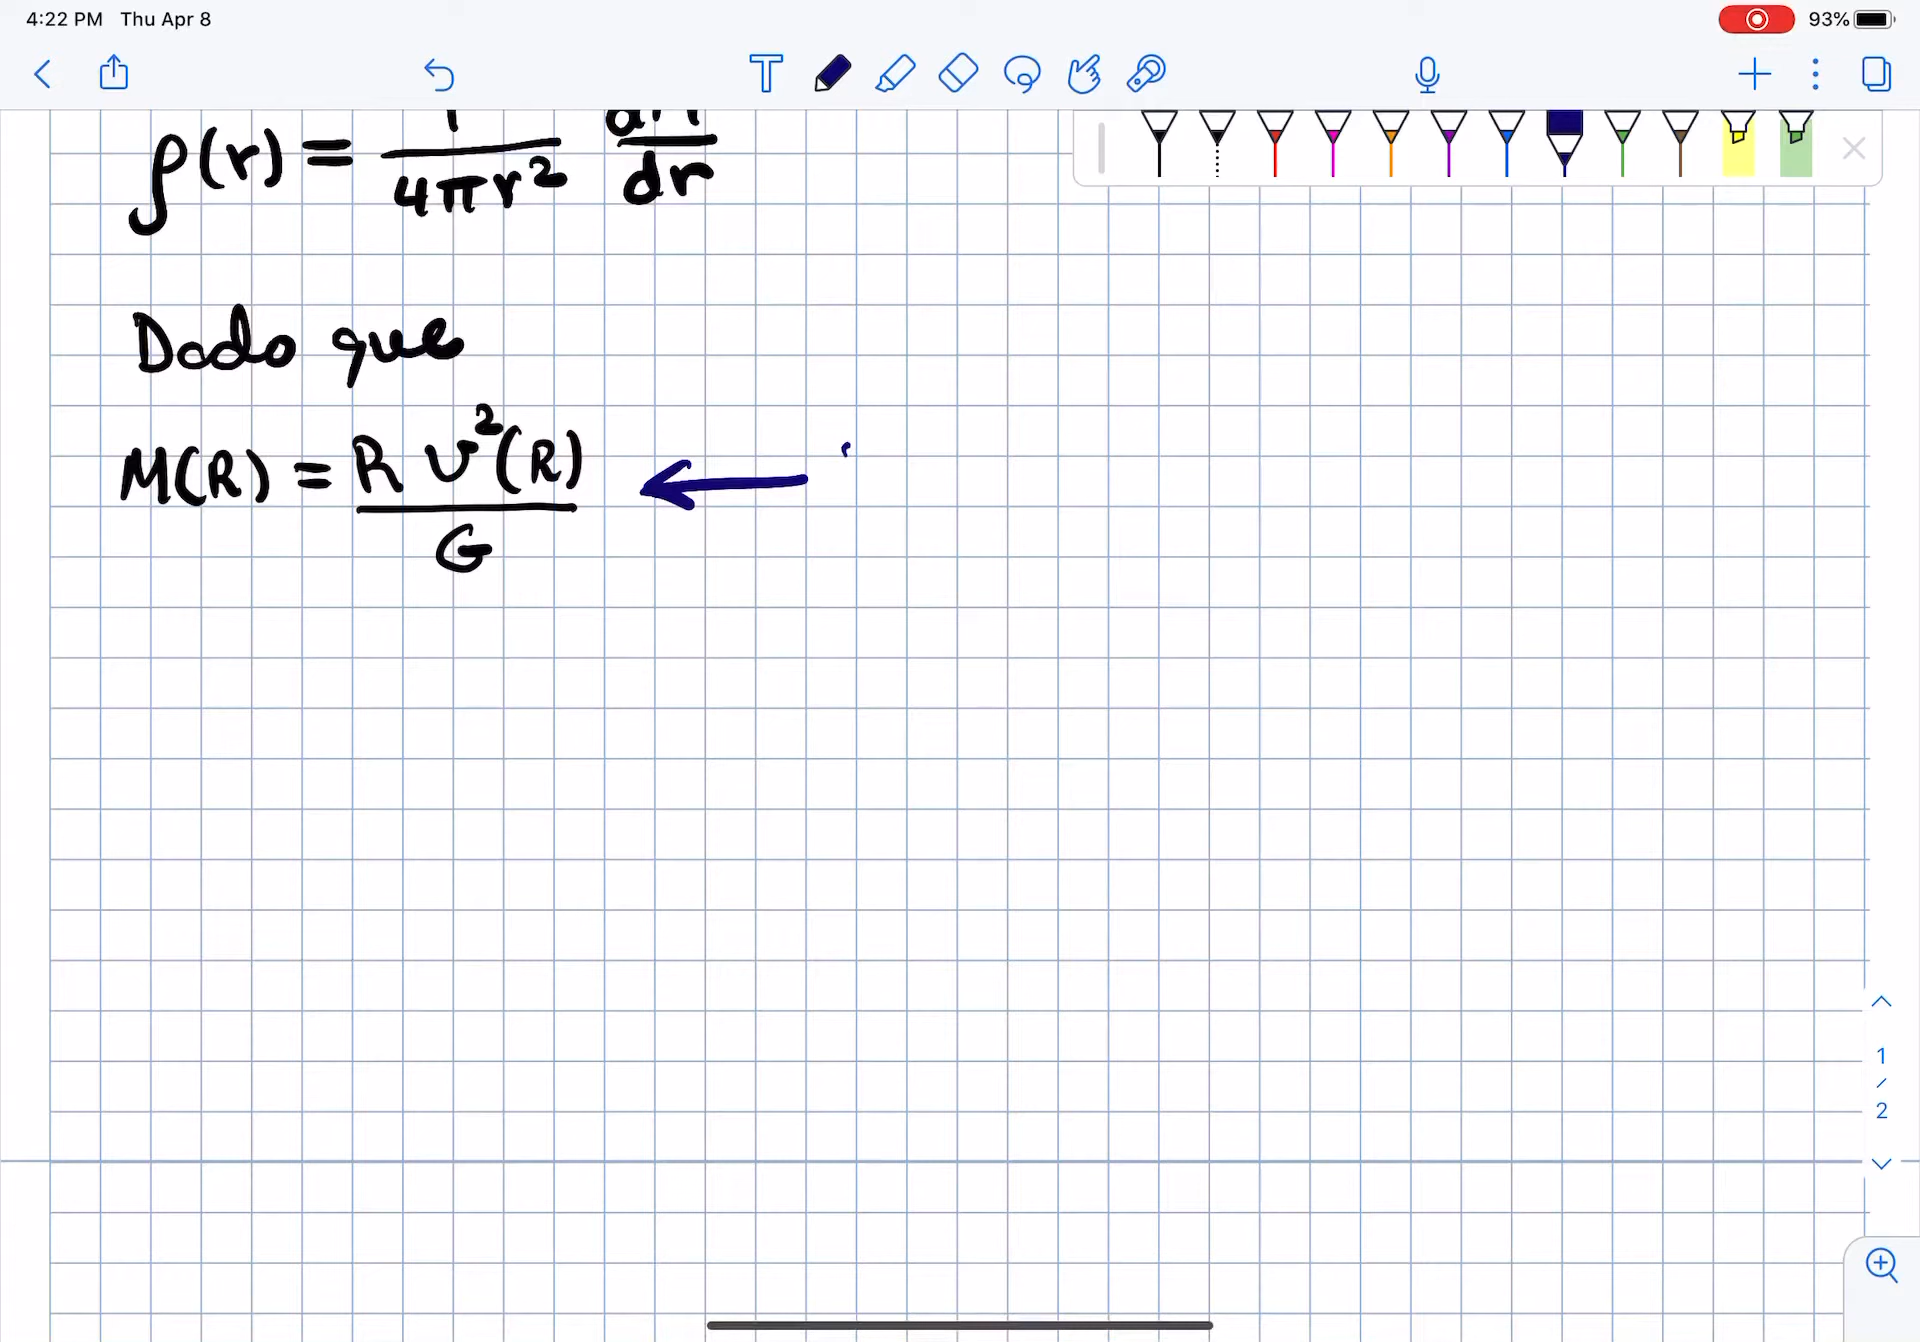 4:22 PM Thu Apr 8
93%
T
ρ(r) = 1/4πr² dM/dr
Dado que
M(R) = R v²(R)/G
1
/
2